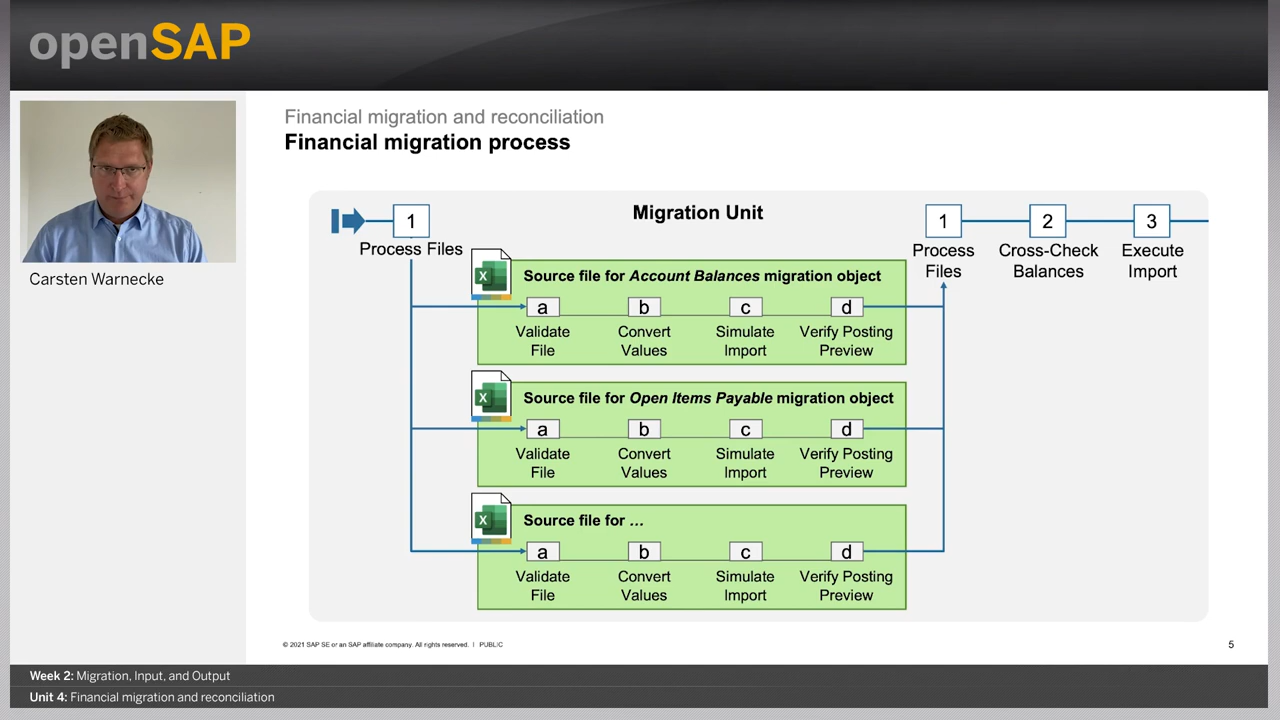 openSAP
Carsten Warnecke
Financial migration and reconciliation
Financial migration process
Migration Unit
1
Process Files
1
Process
Files
2
Cross-Check
Balances
3
Execute
Import
X
Source file for Account Balances migration object
a
b
c
d
Validate
File
Convert
Values
Simulate
Import
Verify Posting
Preview
X
Source file for Open Items Payable migration object
a
b
c
d
Validate
File
Convert
Values
Simulate
Import
Verify Posting
Preview
X
Source file for ...
a
b
c
d
Validate
File
Convert
Values
Simulate
Import
Verify Posting
Preview
© 2021 SAP SE or an SAP affiliate company. All rights reserved. | PUBLIC
5
Week 2: Migration, Input, and Output
Unit 4: Financial migration and reconciliation